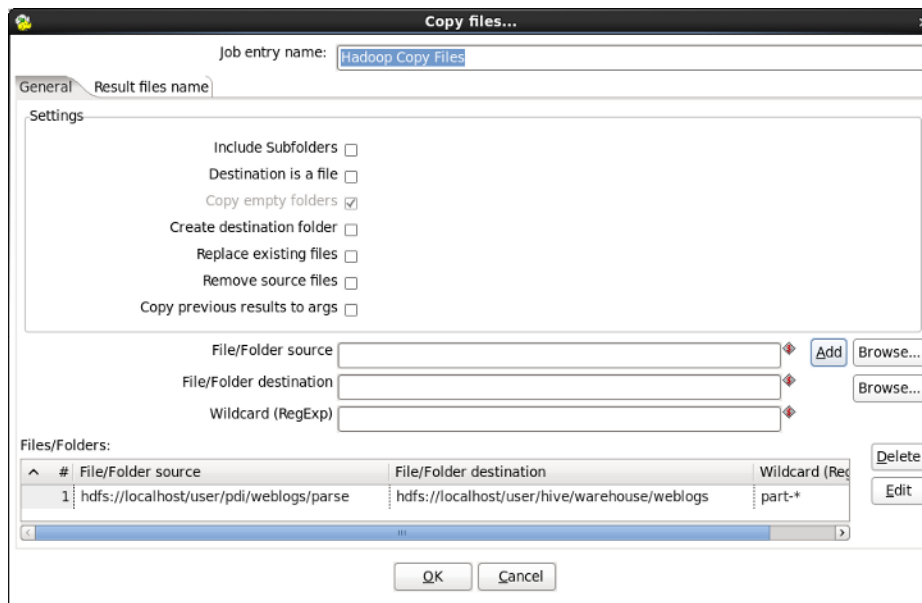 Copy files...
Job entry name: Hadoop Copy Files
General Result files name
Settings
Include Subfolders
Destination is a file
Copy empty folders
Create destination folder
Replace existing files
Remove source files
Copy previous results to args
File/Folder source Add Browse...
File/Folder destination Browse...
Wildcard (RegExp)
Files/Folders:
# File/Folder source File/Folder destination Wildcard (Reg
1 hdfs://localhost/user/pdi/weblogs/parse hdfs://localhost/user/hive/warehouse/weblogs part-*
Delete
Edit
OK Cancel